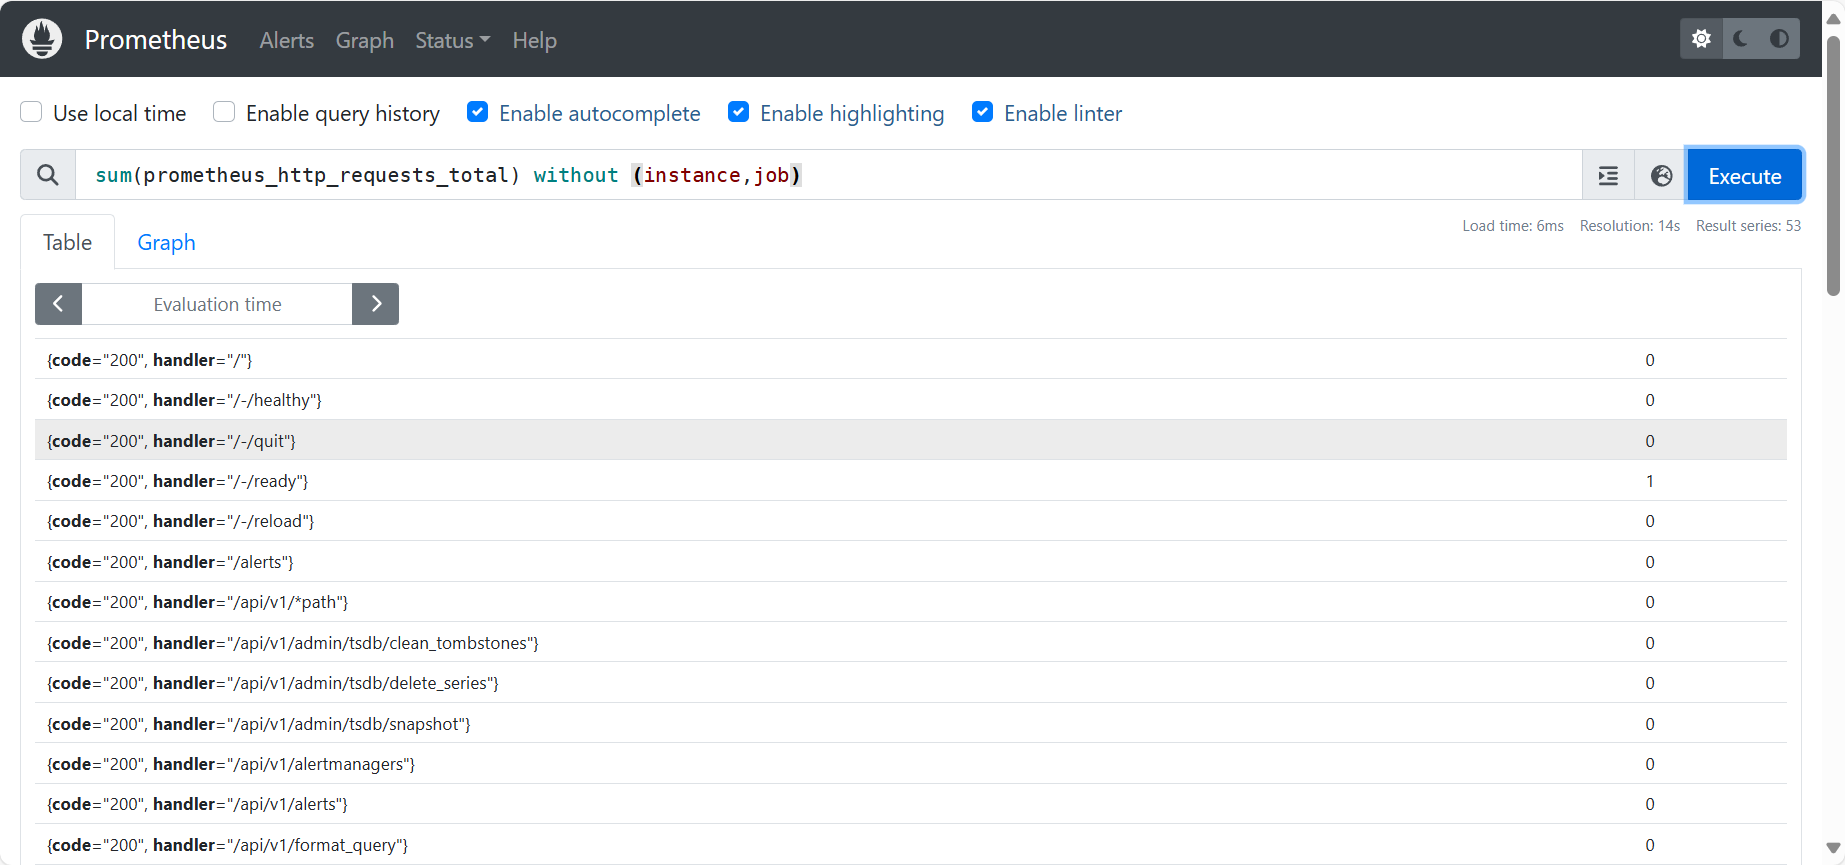 Prometheus Alerts Graph Status Help
Use local time Enable query history Enable autocomplete Enable highlighting Enable linter
sum(prometheus_http_requests_total) without (instance,job) Execute
Table Graph Load time: 6ms Resolution: 14s Result series: 53
Evaluation time
{code="200", handler="/"} 0
{code="200", handler="/-/healthy"} 0
{code="200", handler="/-/quit"} 0
{code="200", handler="/-/ready"} 1
{code="200", handler="/-/reload"} 0
{code="200", handler="/alerts"} 0
{code="200", handler="/api/v1/*path"} 0
{code="200", handler="/api/v1/admin/tsdb/clean_tombstones"} 0
{code="200", handler="/api/v1/admin/tsdb/delete_series"} 0
{code="200", handler="/api/v1/admin/tsdb/snapshot"} 0
{code="200", handler="/api/v1/alertmanagers"} 0
{code="200", handler="/api/v1/alerts"} 0
{code="200", handler="/api/v1/format_query"} 0